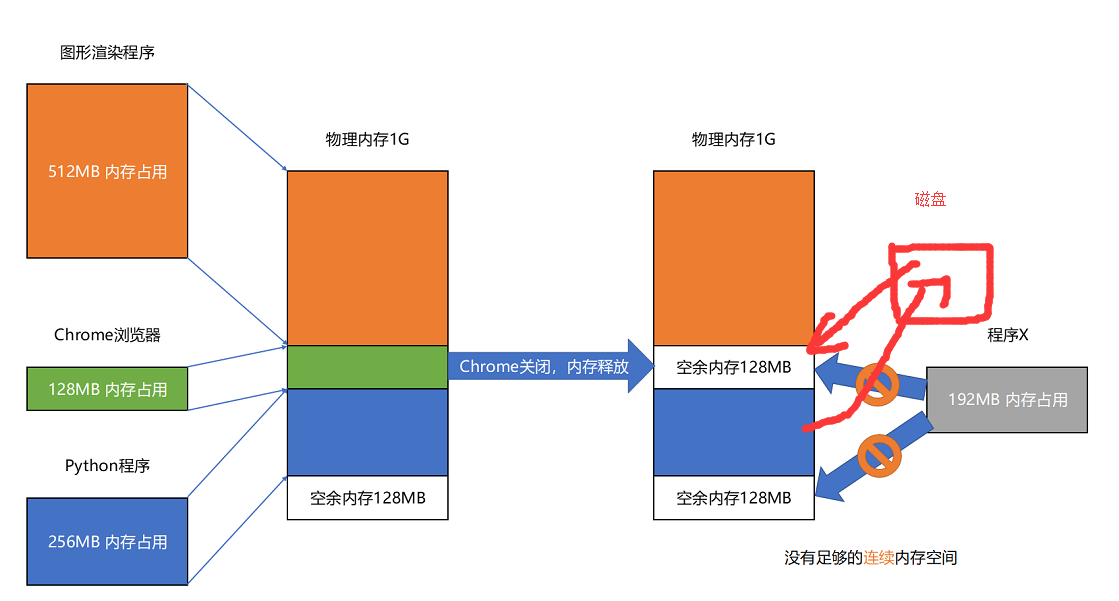 图形渲染程序
512MB 内存占用
Chrome浏览器
128MB 内存占用
Python程序
256MB 内存占用
物理内存1G
空余内存128MB
Chrome关闭，内存释放
物理内存1G
空余内存128MB
空余内存128MB
磁盘
程序X
192MB 内存占用
没有足够的连续内存空间